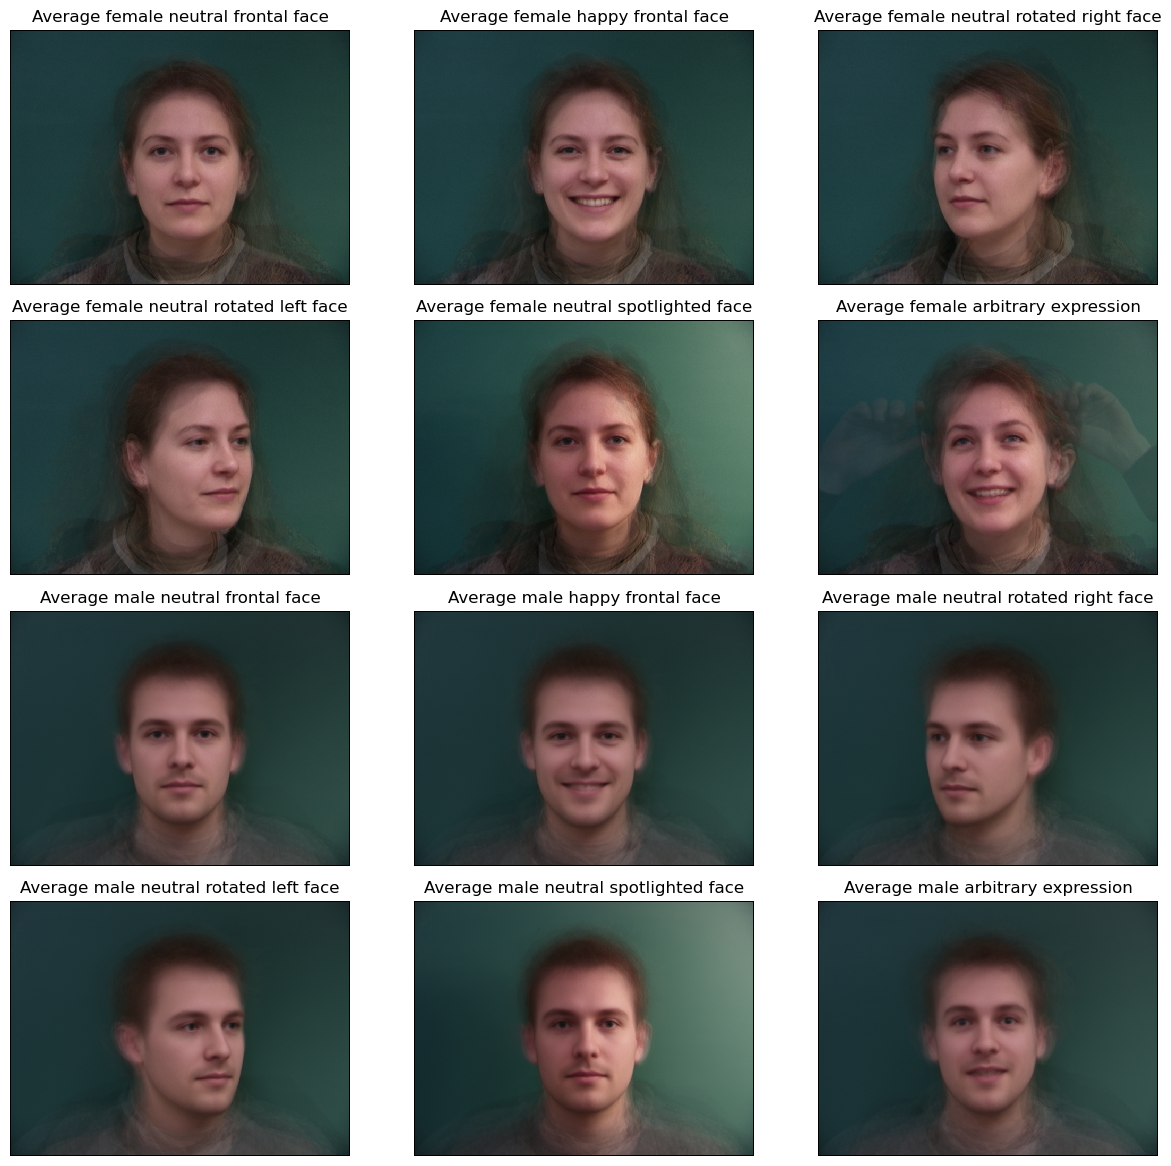 Average female neutral frontal face
Average female happy frontal face
Average female neutral rotated right face
Average female neutral rotated left face
Average female neutral spotlighted face
Average female arbitrary expression
Average male neutral frontal face
Average male happy frontal face
Average male neutral rotated right face
Average male neutral rotated left face
Average male neutral spotlighted face
Average male arbitrary expression